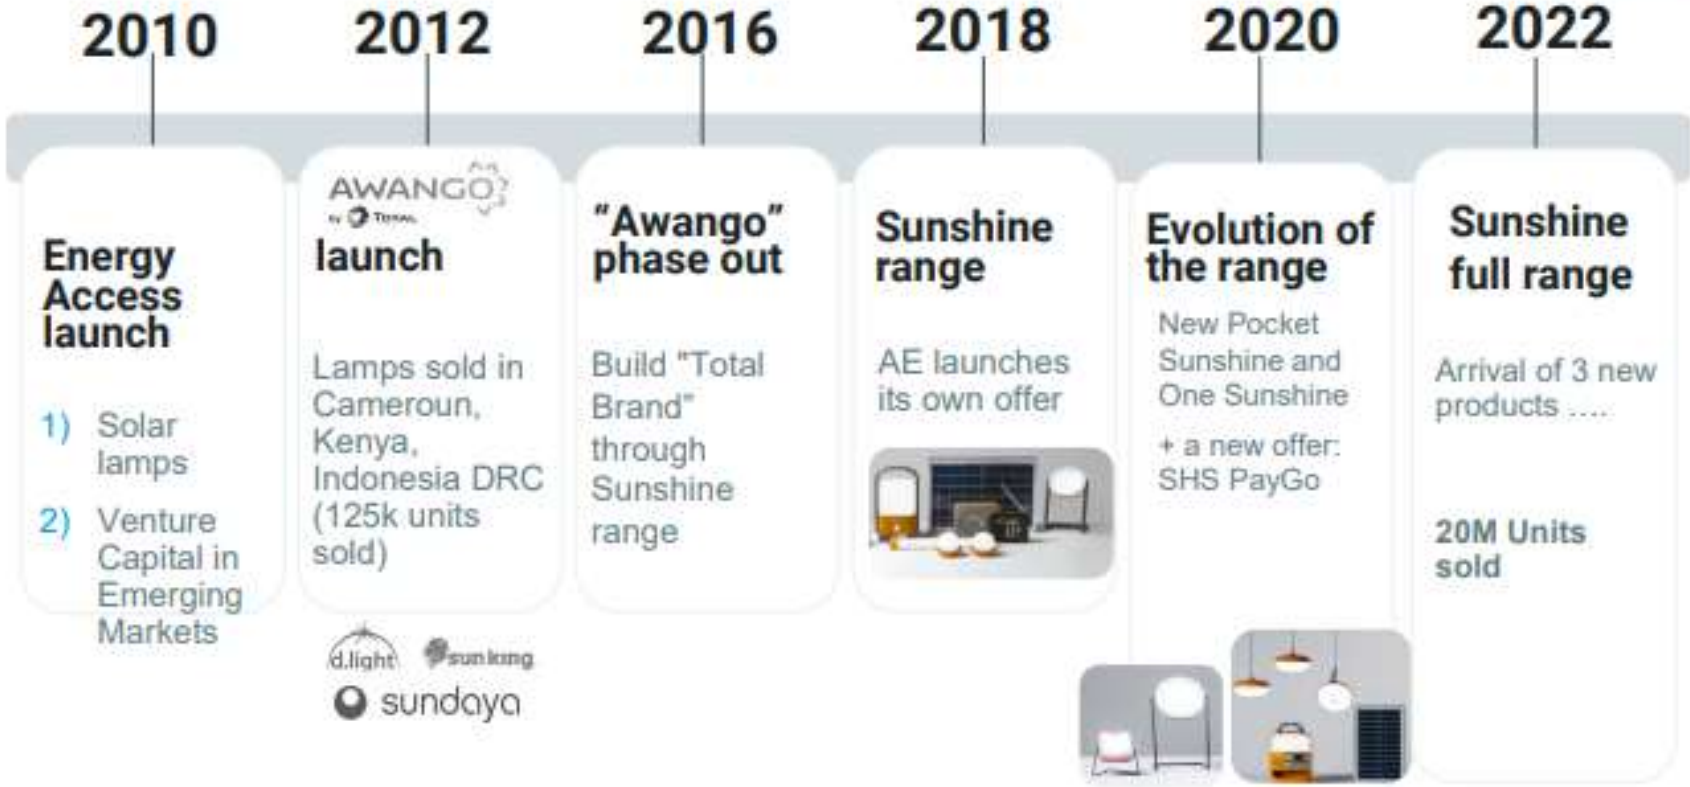 2010
2012
2016
2018
2020
2022
Energy
Access
launch
1) Solar
lamps
2) Venture
Capital in
Emerging
Markets
AWANGO
by TOTAL
launch
Lamps sold in
Cameroun,
Kenya,
Indonesia DRC
(125k units
sold)
d.light
sunking
sundaya
"Awango"
phase out
Build "Total
Brand"
through
Sunshine
range
Sunshine
range
AE launches
its own offer
Evolution of
the range
New Pocket
Sunshine and
One Sunshine
+ a new offer:
SHS PayGo
Sunshine
full range
Arrival of 3 new
products ....
20M Units
sold